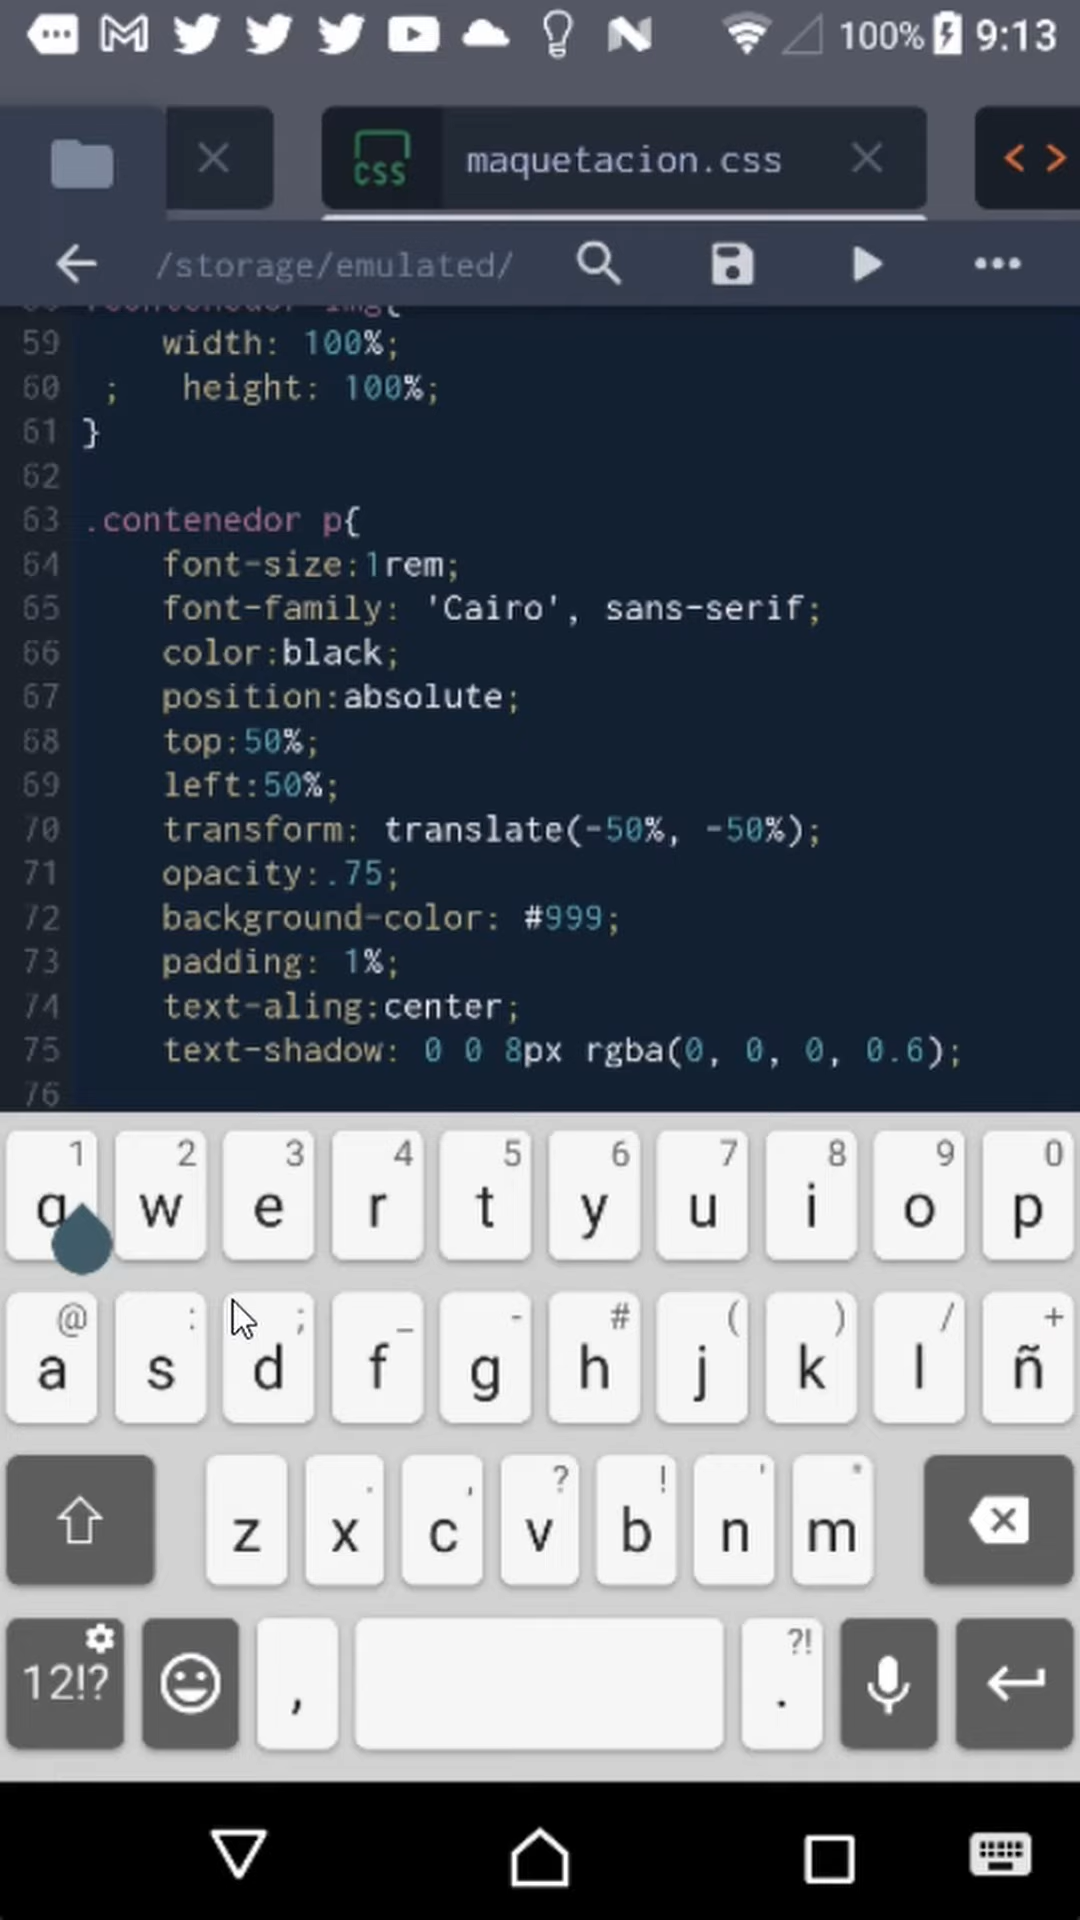 100% 9:13
CSS maquetacion.css
/storage/emulated/
58 .contenedor img{
59 width: 100%;
60 ; height: 100%;
61 }
62
63 .contenedor p{
64 font-size:1rem;
65 font-family: 'Cairo', sans-serif;
66 color:black;
67 position:absolute;
68 top:50%;
69 left:50%;
70 transform: translate(-50%, -50%);
71 opacity:.75;
72 background-color: #999;
73 padding: 1%;
74 text-aling:center;
75 text-shadow: 0 0 8px rgba(0, 0, 0, 0.6);
76
1 2 3 4 5 6 7 8 9 0
q w e r t y u i o p
@ : ; _ - # ( ) / +
a s d f g h j k l ñ
. , ? ! ' "
z x c v b n m
?!
12!? , .